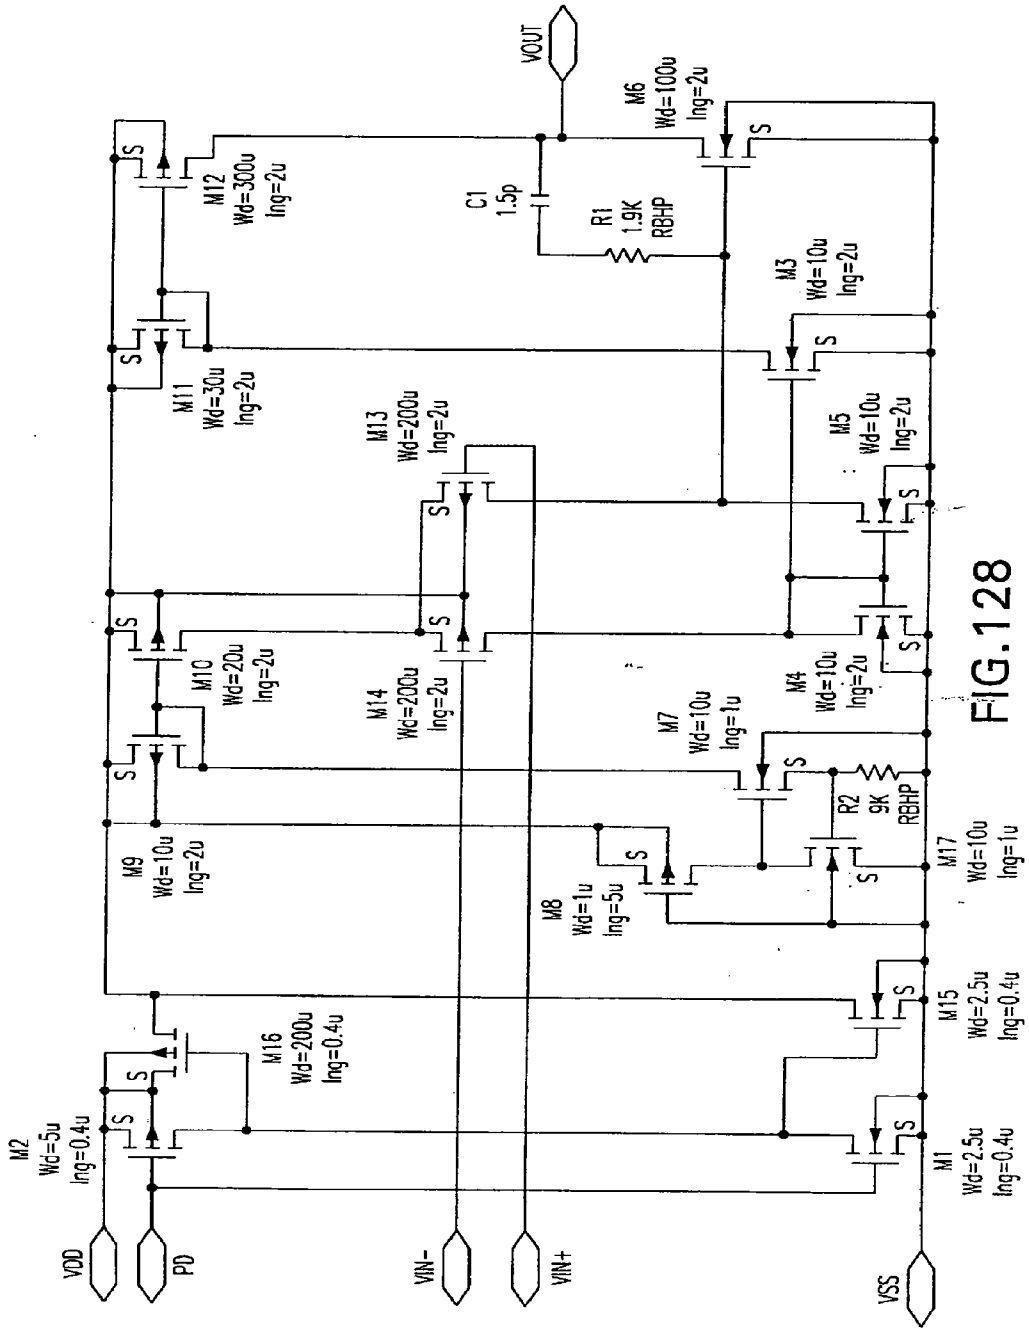 VDD
PD
VIN-
VIN+
VSS
VOUT
M2
Wd=5u
lng=0.4u
S
M16
Wd=200u
lng=0.4u
S
M1
Wd=2.5u
lng=0.4u
S
M15
Wd=2.5u
lng=0.4u
S
M9
Wd=10u
lng=2u
S
M10
Wd=20u
lng=2u
S
M8
Wd=1u
lng=5u
S
M7
Wd=10u
lng=1u
S
M17
Wd=10u
lng=1u
S
R2
9K
RBHP
M14
Wd=200u
lng=2u
S
M13
Wd=200u
lng=2u
S
M4
Wd=10u
lng=2u
S
M5
Wd=10u
lng=2u
S
M11
Wd=30u
lng=2u
S
M12
Wd=300u
lng=2u
S
C1
1.5p
R1
1.9K
RBHP
M3
Wd=10u
lng=2u
S
M6
Wd=100u
lng=2u
S
FIG.128